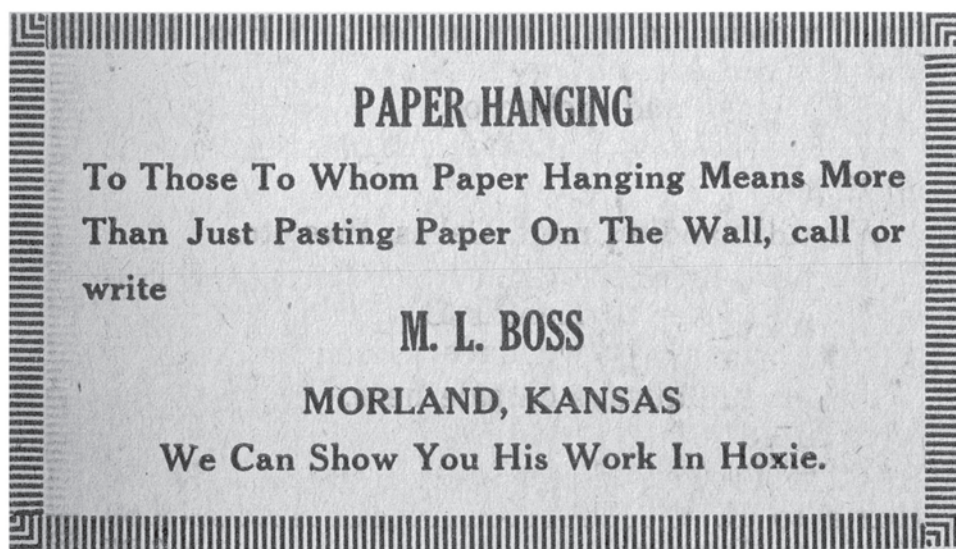 PAPER HANGING
To Those To Whom Paper Hanging Means More
Than Just Pasting Paper On The Wall, call or
write
M. L. BOSS
MORLAND, KANSAS
We Can Show You His Work In Hoxie.